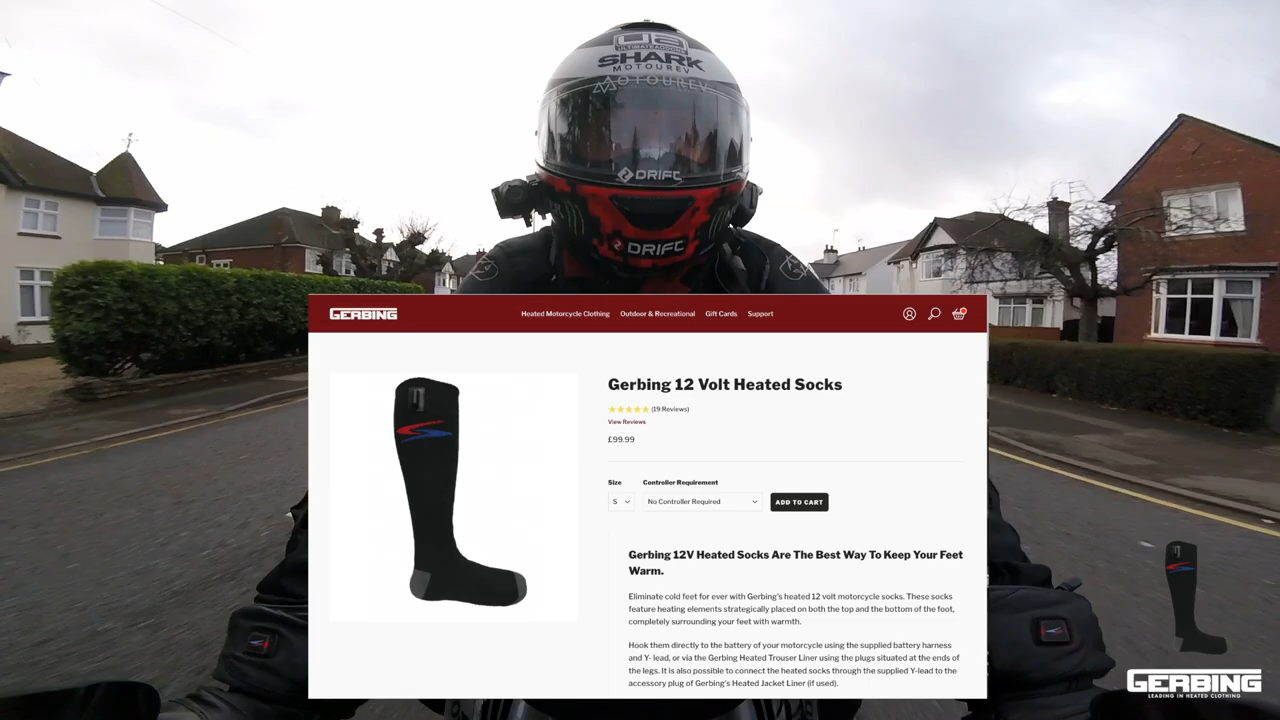 ULTIMATEADDONS
SHARK
MOTOUREV
MOTOUREV
DRIFT
DRIFT
GERBING
Heated Motorcycle Clothing Outdoor & Recreational Gift Cards Support
Gerbing 12 Volt Heated Socks
(19 Reviews)
View Reviews
£99.99
Size Controller Requirement
S No Controller Required ADD TO CART
Gerbing 12V Heated Socks Are The Best Way To Keep Your Feet
Warm.
Eliminate cold feet for ever with Gerbing's heated 12 volt motorcycle socks. These socks
feature heating elements strategically placed on both the top and the bottom of the foot,
completely surrounding your feet with warmth.
Hook them directly to the battery of your motorcycle using the supplied battery harness
and Y- lead, or via the Gerbing Heated Trouser Liner using the plugs situated at the ends of
the legs. It is also possible to connect the heated socks through the supplied Y-lead to the
accessory plug of Gerbing's Heated Jacket Liner (if used).
GERBING
LEADING IN HEATED CLOTHING